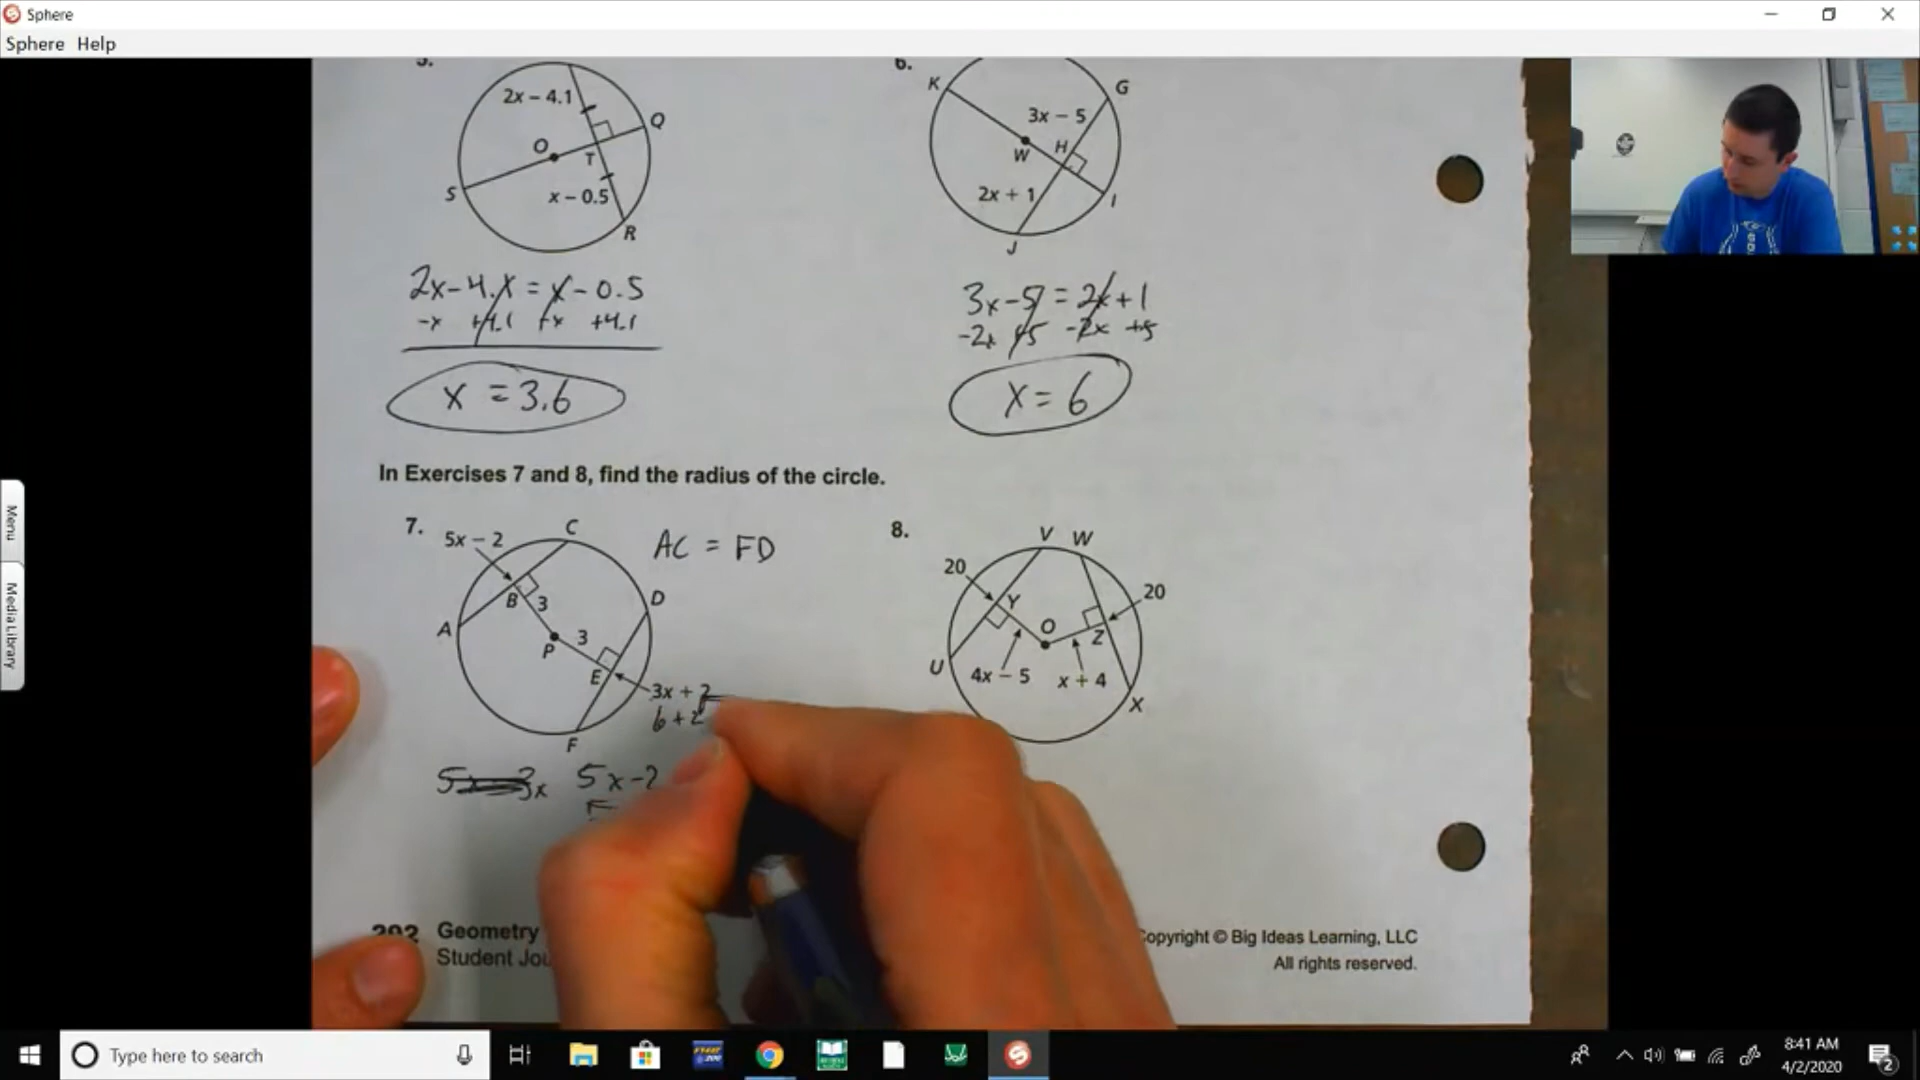 Sphere
Sphere Help
Menu
Media Library
2x – 4.1
O
Q
T
S
x – 0.5
R
2x-4.1 = x-0.5
-x +4.1 -x +4.1
x = 3.6
6.
K
G
3x – 5
W
H
2x + 1
I
J
3x-5 = 2x+1
-2x +5 -2x +5
x = 6
In Exercises 7 and 8, find the radius of the circle.
7.
5x – 2
C
AC = FD
B
3
D
A
3
P
E
3x + 2
6+2
F
5x-2
8.
V W
20
Y
20
O
Z
U
4x – 5
x + 4
X
292 Geometry
Student
Copyright © Big Ideas Learning, LLC
All rights reserved.
Type here to search
8:41 AM
4/2/2020
2